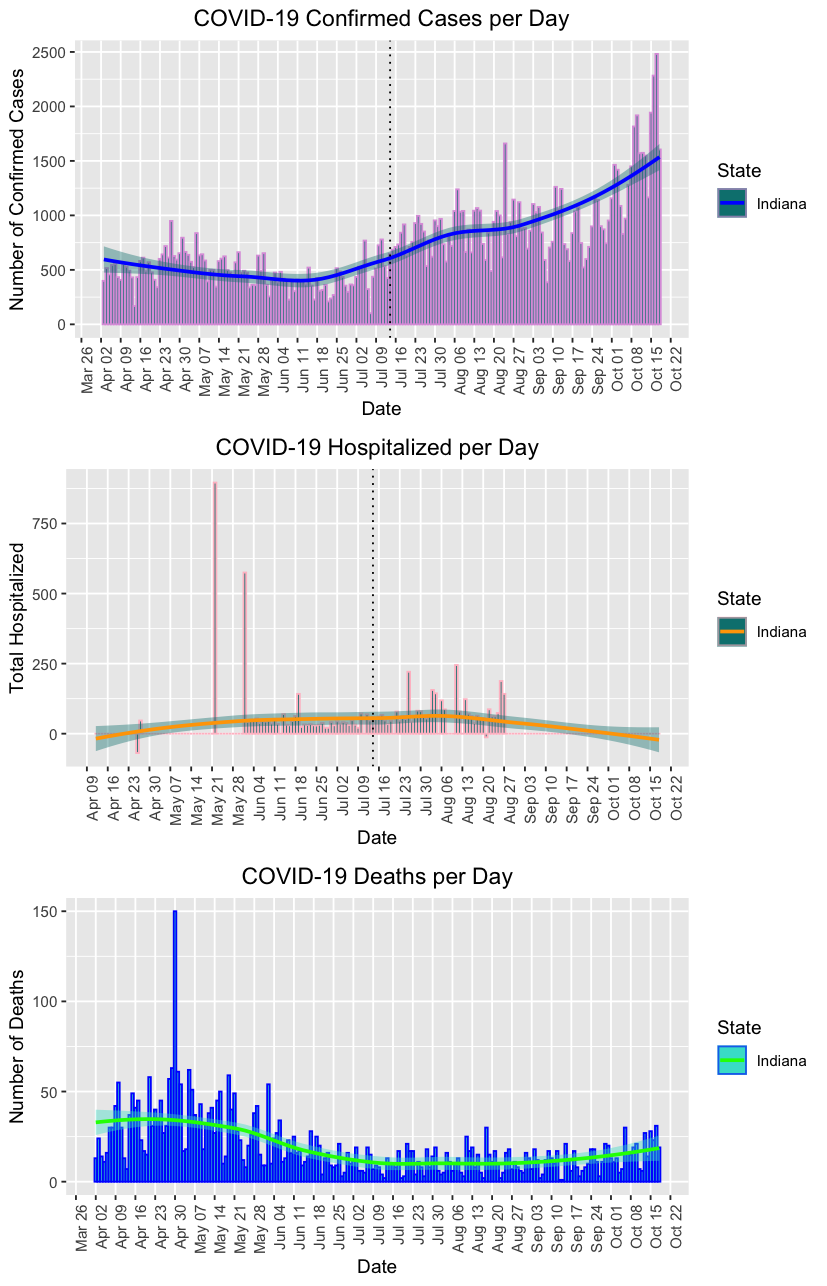 COVID-19 Confirmed Cases per Day
Number of Confirmed Cases
2500
2000
1500
1000
500
0
Mar 26
Apr 02
Apr 09
Apr 16
Apr 23
Apr 30
May 07
May 14
May 21
May 28
Jun 04
Jun 11
Jun 18
Jun 25
Jul 02
Jul 09
Jul 16
Jul 23
Jul 30
Aug 06
Aug 13
Aug 20
Aug 27
Sep 03
Sep 10
Sep 17
Sep 24
Oct 01
Oct 08
Oct 15
Oct 22
Date
State
Indiana
COVID-19 Hospitalized per Day
Total Hospitalized
750
500
250
0
Apr 09
Apr 16
Apr 23
Apr 30
May 07
May 14
May 21
May 28
Jun 04
Jun 11
Jun 18
Jun 25
Jul 02
Jul 09
Jul 16
Jul 23
Jul 30
Aug 06
Aug 13
Aug 20
Aug 27
Sep 03
Sep 10
Sep 17
Sep 24
Oct 01
Oct 08
Oct 15
Oct 22
Date
State
Indiana
COVID-19 Deaths per Day
Number of Deaths
150
100
50
0
Mar 26
Apr 02
Apr 09
Apr 16
Apr 23
Apr 30
May 07
May 14
May 21
May 28
Jun 04
Jun 11
Jun 18
Jun 25
Jul 02
Jul 09
Jul 16
Jul 23
Jul 30
Aug 06
Aug 13
Aug 20
Aug 27
Sep 03
Sep 10
Sep 17
Sep 24
Oct 01
Oct 08
Oct 15
Oct 22
Date
State
Indiana